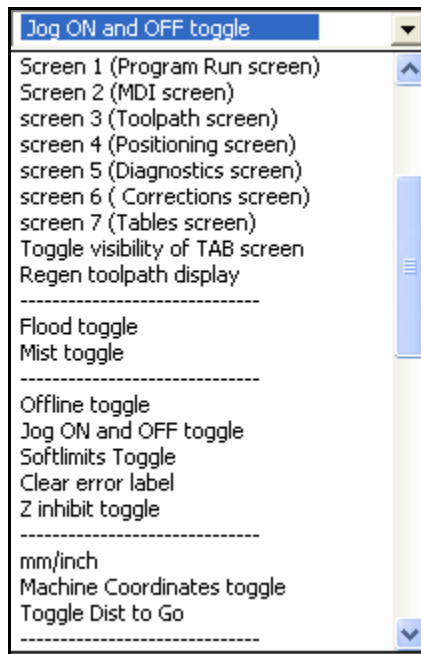 Jog ON and OFF toggle
Screen 1 (Program Run screen)
Screen 2 (MDI screen)
screen 3 (Toolpath screen)
screen 4 (Positioning screen)
screen 5 (Diagnostics screen)
screen 6 ( Corrections screen)
screen 7 (Tables screen)
Toggle visibility of TAB screen
Regen toolpath display
------------------------------
Flood toggle
Mist toggle
------------------------------
Offline toggle
Jog ON and OFF toggle
Softlimits Toggle
Clear error label
Z inhibit toggle
------------------------------
mm/inch
Machine Coordinates toggle
Toggle Dist to Go
------------------------------